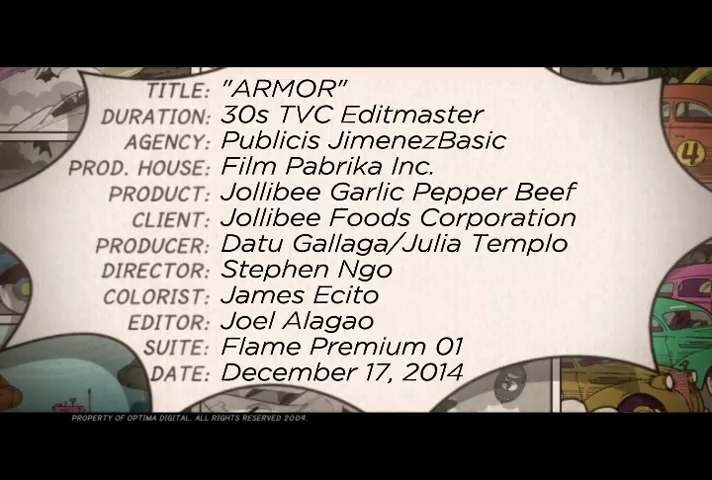 TITLE: "ARMOR"
DURATION: 30s TVC Editmaster
AGENCY: Publicis JimenezBasic
PROD. HOUSE: Film Pabrika Inc.
PRODUCT: Jollibee Garlic Pepper Beef
CLIENT: Jollibee Foods Corporation
PRODUCER: Datu Gallaga/Julia Templo
DIRECTOR: Stephen Ngo
COLORIST: James Ecito
EDITOR: Joel Alagao
SUITE: Flame Premium 01
DATE: December 17, 2014
4
PROPERTY OF OPTIMA DIGITAL. ALL RIGHTS RESERVED 2009.